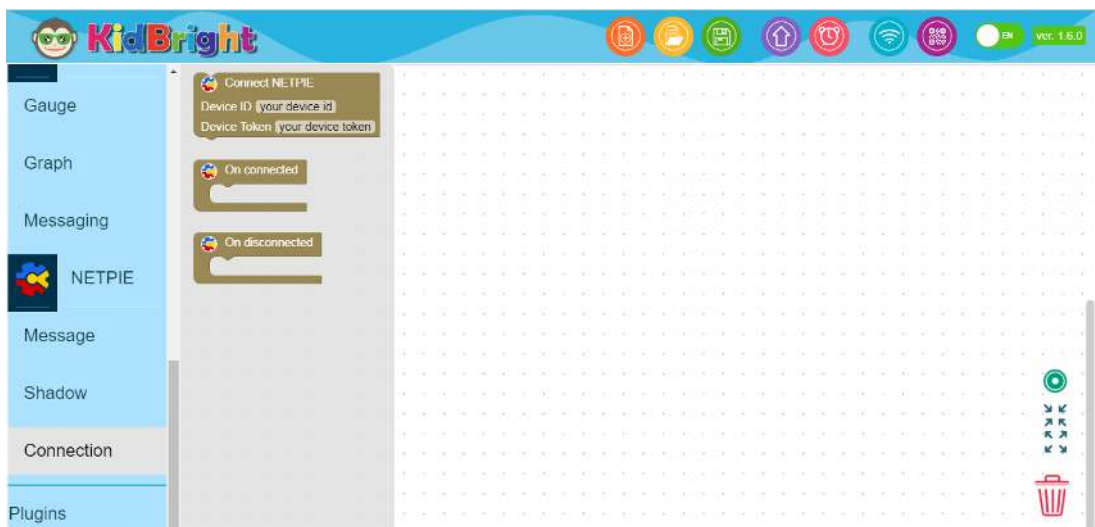 KidBright
EN
ver. 1.6.0
Gauge
Graph
Messaging
NETPIE
Message
Shadow
Connection
Plugins
Connect NETPIE
Device ID your device id
Device Token your device token
On connected
On disconnected